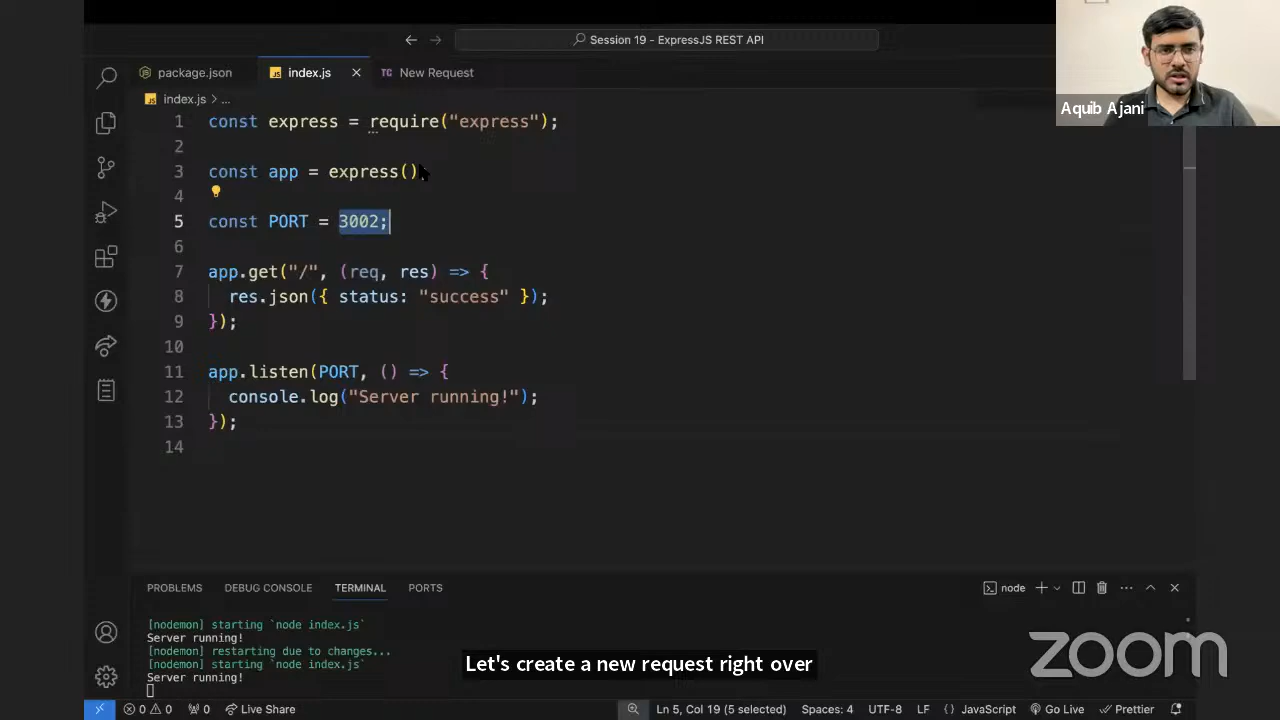 Session 19 - ExpressJS REST API
package.json
index.js
TC New Request
Aquib Ajani
index.js > ...
1 const express = require("express");
2
3 const app = express()
4
5 const PORT = 3002;
6
7 app.get("/", (req, res) => {
8 res.json({ status: "success" });
9 });
10
11 app.listen(PORT, () => {
12 console.log("Server running!");
13 });
14
PROBLEMS DEBUG CONSOLE TERMINAL PORTS
node
[nodemon] starting `node index.js`
Server running!
[nodemon] restarting due to changes...
[nodemon] starting `node index.js`
Server running!
Let's create a new request right over
zoom
0 0 0 Live Share Ln 5, Col 19 (5 selected) Spaces: 4 UTF-8 LF {} JavaScript Go Live Prettier